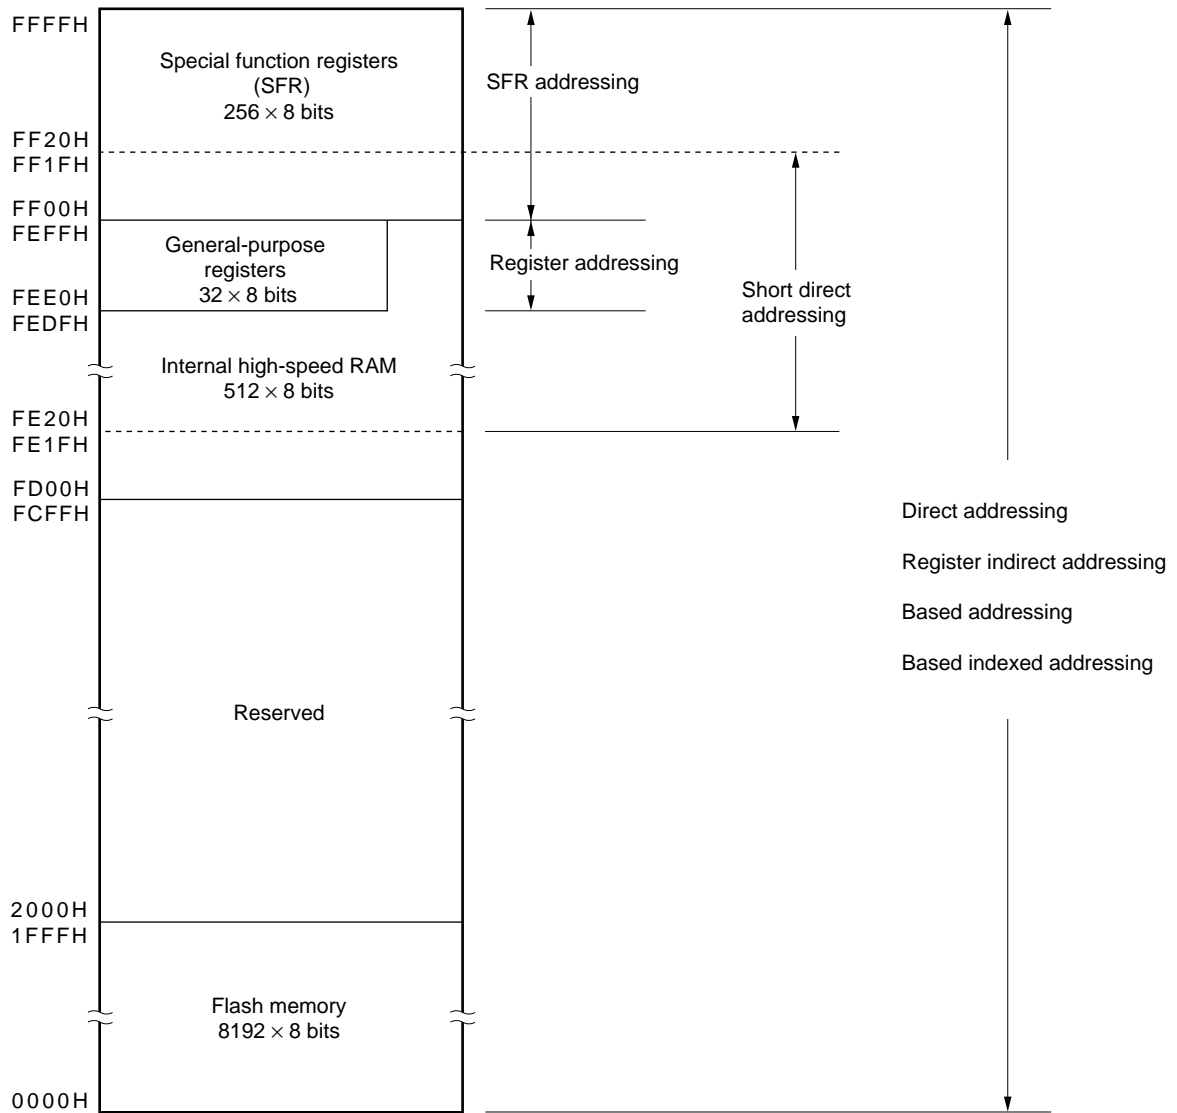 FFFFH
Special function registers
(SFR)
256 × 8 bits
SFR addressing
FF20H
FF1FH
FF00H
FEFFH
General-purpose
registers
32 × 8 bits
Register addressing
FEE0H
FEDFH
Short direct
addressing
Internal high-speed RAM
512 × 8 bits
FE20H
FE1FH
FD00H
FCFFH
Direct addressing
Register indirect addressing
Based addressing
Based indexed addressing
Reserved
2000H
1FFFH
Flash memory
8192 × 8 bits
0000H